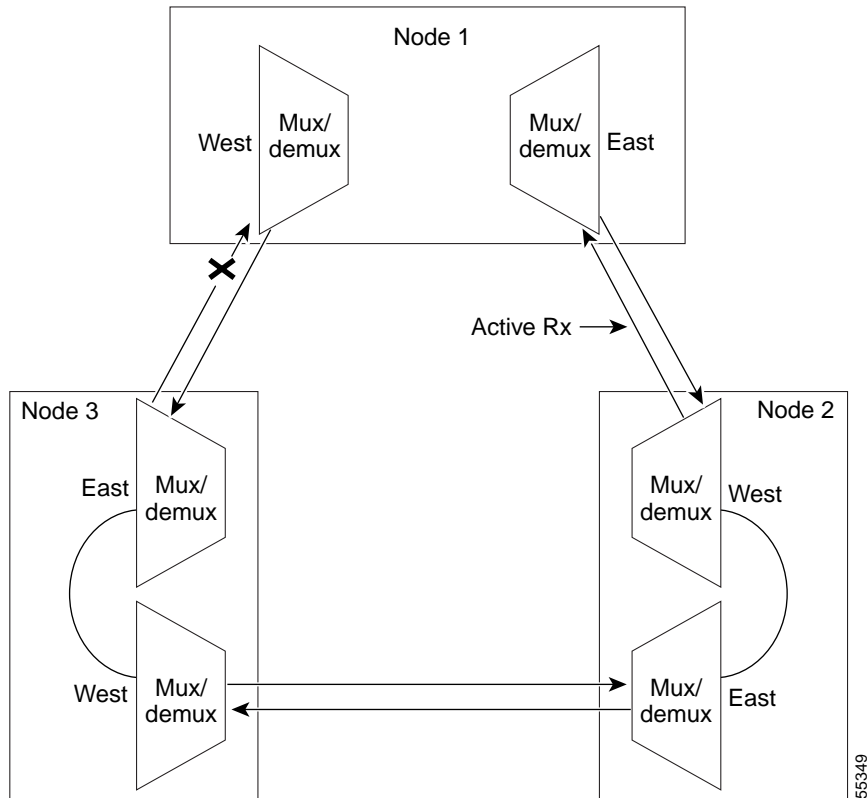 Node 1
West
Mux/
demux
Mux/
demux
East
Active Rx
Node 3
East
Mux/
demux
West
Mux/
demux
Node 2
Mux/
demux
West
Mux/
demux
East
55349